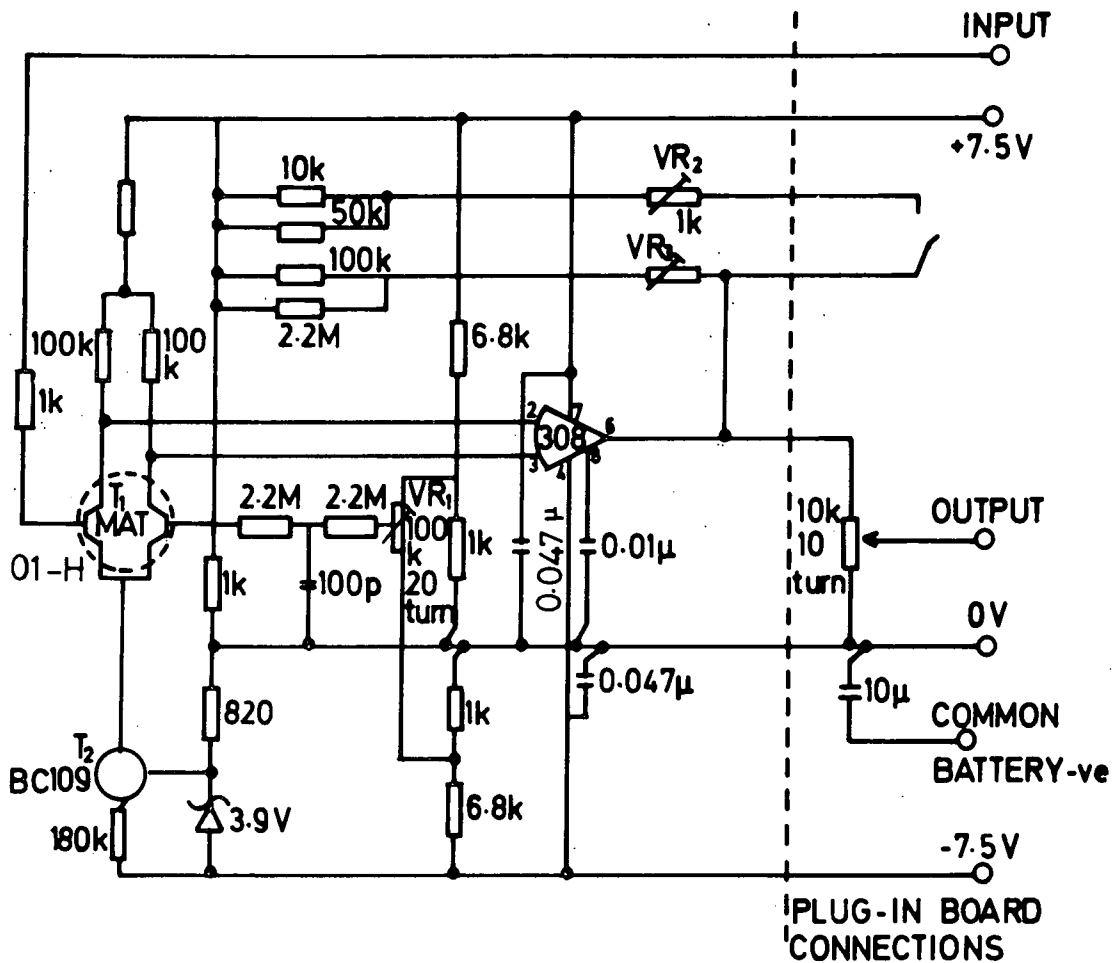 INPUT
+7.5V
10k
VR2
50k
1k
100k
VR3
2.2M
6.8k
100k
100
k
1k
2
7
6
308
8
3
4
T1
MAT
01-H
2.2M
2.2M
VR1
100
k
20
turn
1k
0.047μ
0.01μ
10k
10
turn
OUTPUT
1k
100p
0V
0.047μ
10μ
820
1k
COMMON
BATTERY-ve
T2
BC109
3.9V
6.8k
180k
-7.5V
PLUG-IN BOARD
CONNECTIONS